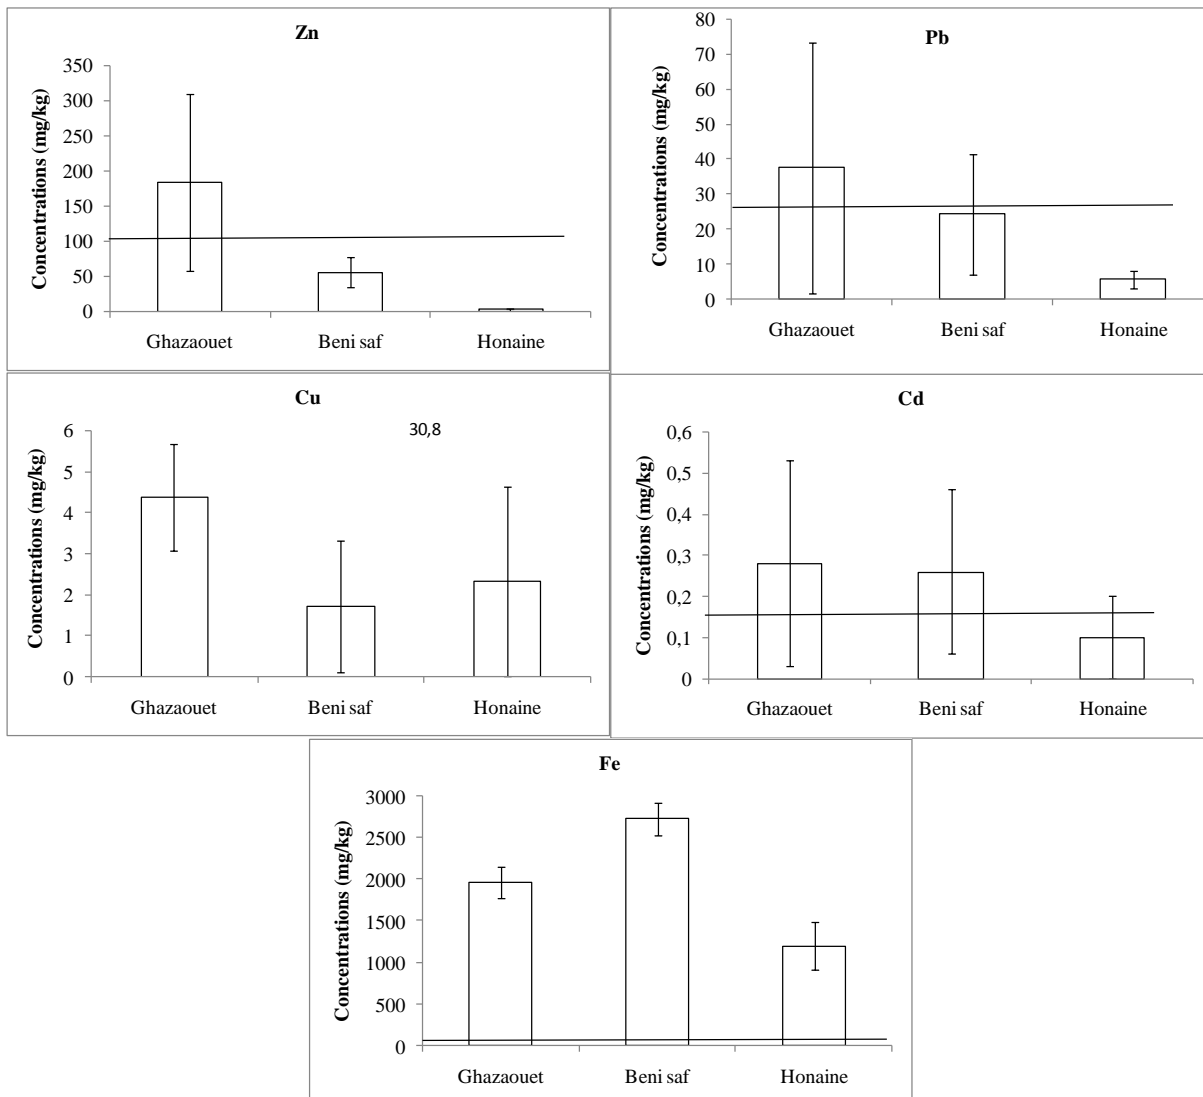 Zn
Concentrations (mg/kg)
350
300
250
200
150
100
50
0
Ghazaouet Beni saf Honaine
Pb
Concentrations (mg/kg)
80
70
60
50
40
30
20
10
0
Ghazaouet Beni saf Honaine
Cu
30,8
Concentrations (mg/kg)
6
5
4
3
2
1
0
Ghazaouet Beni saf Honaine
Cd
Concentrations (mg/kg)
0,6
0,5
0,4
0,3
0,2
0,1
0
Ghazaouet Beni saf Honaine
Fe
Concentrations (mg/kg)
3000
2500
2000
1500
1000
500
0
Ghazaouet Beni saf Honaine